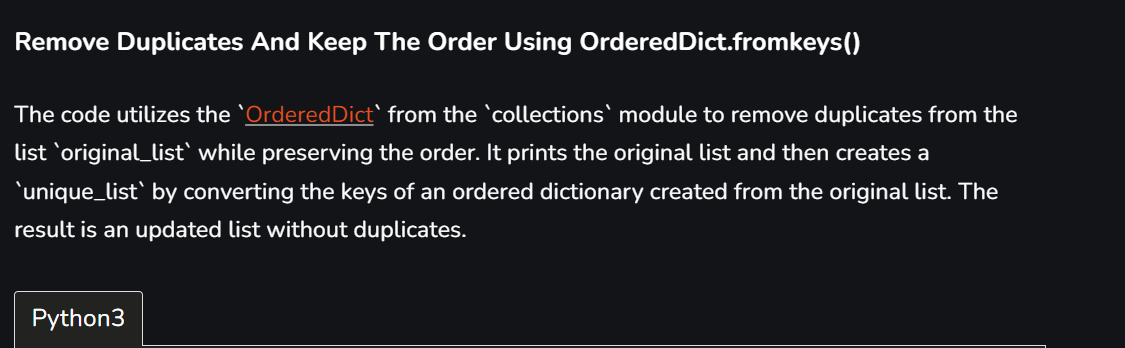 Remove Duplicates And Keep The Order Using OrderedDict.fromkeys()
The code utilizes the `OrderedDict` from the `collections` module to remove duplicates from the
list `original_list` while preserving the order. It prints the original list and then creates a
`unique_list` by converting the keys of an ordered dictionary created from the original list. The
result is an updated list without duplicates.
Python3